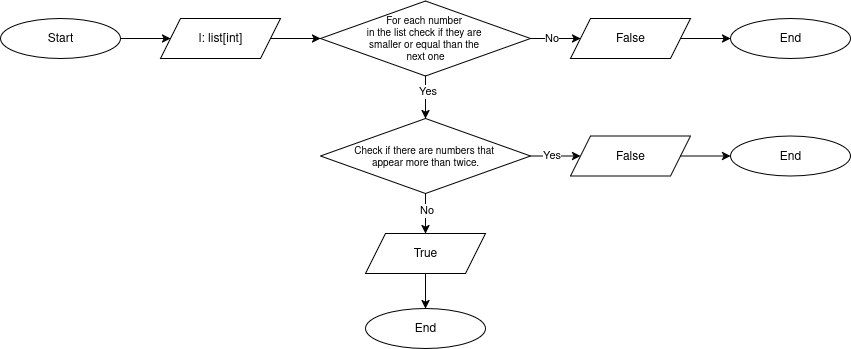 Start
l: list[int]
For each number
in the list check if they are
smaller or equal than the
next one
No
False
End
Yes
Check if there are numbers that
appear more than twice.
Yes
False
End
No
True
End